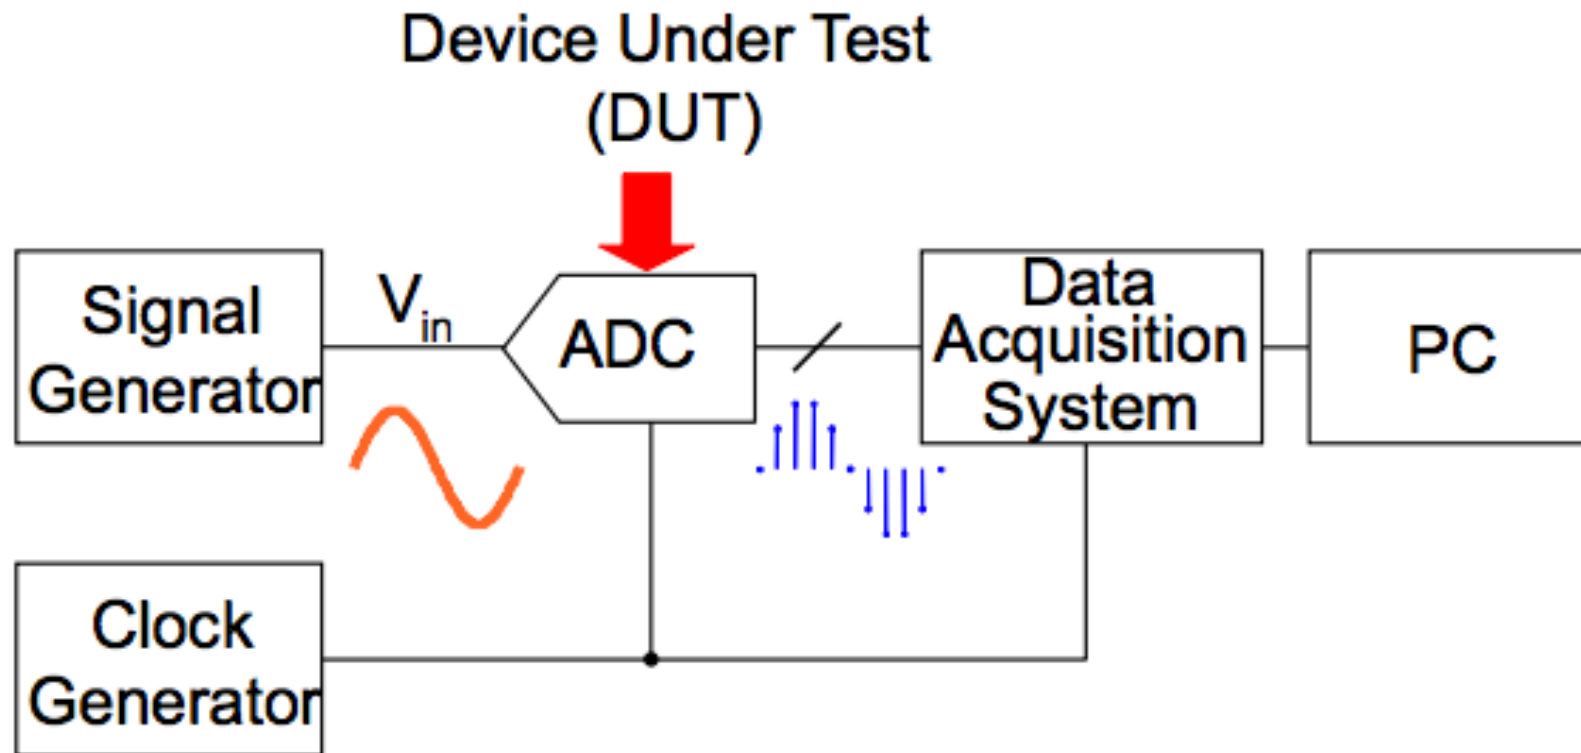 Device Under Test
(DUT)
Signal
Generator
Vin
ADC
Data
Acquisition
System
PC
Clock
Generator